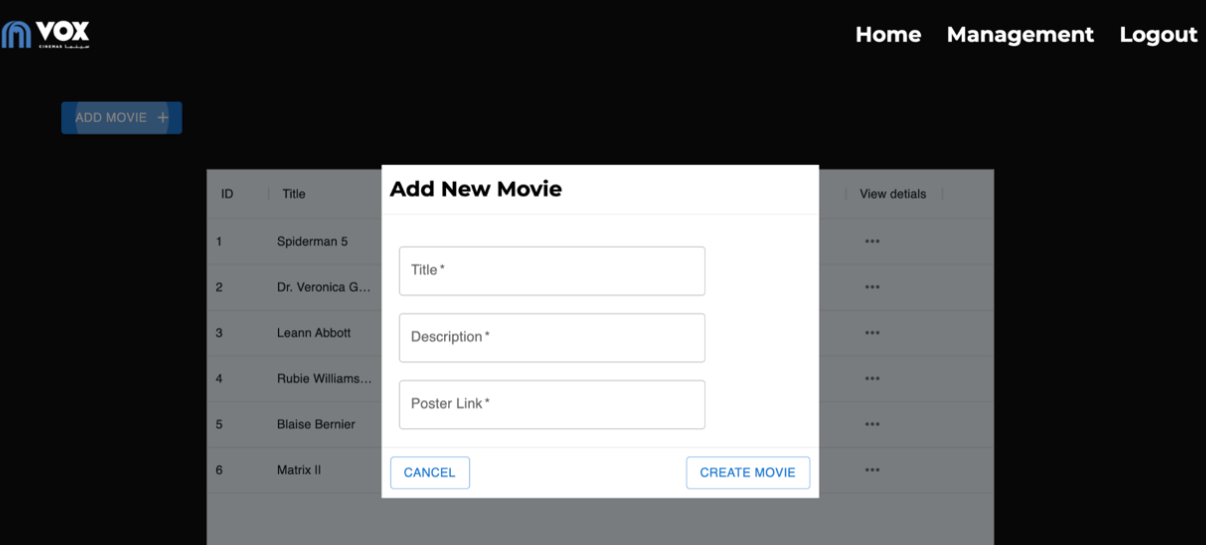 VOX
CINEMAS سينما
Home Management Logout
ADD MOVIE +
ID Title View detials
Add New Movie
1 Spiderman 5 •••
2 Dr. Veronica G... •••
3 Leann Abbott •••
4 Rubie Williams... •••
5 Blaise Bernier •••
6 Matrix II •••
Title *
Description *
Poster Link *
CANCEL CREATE MOVIE